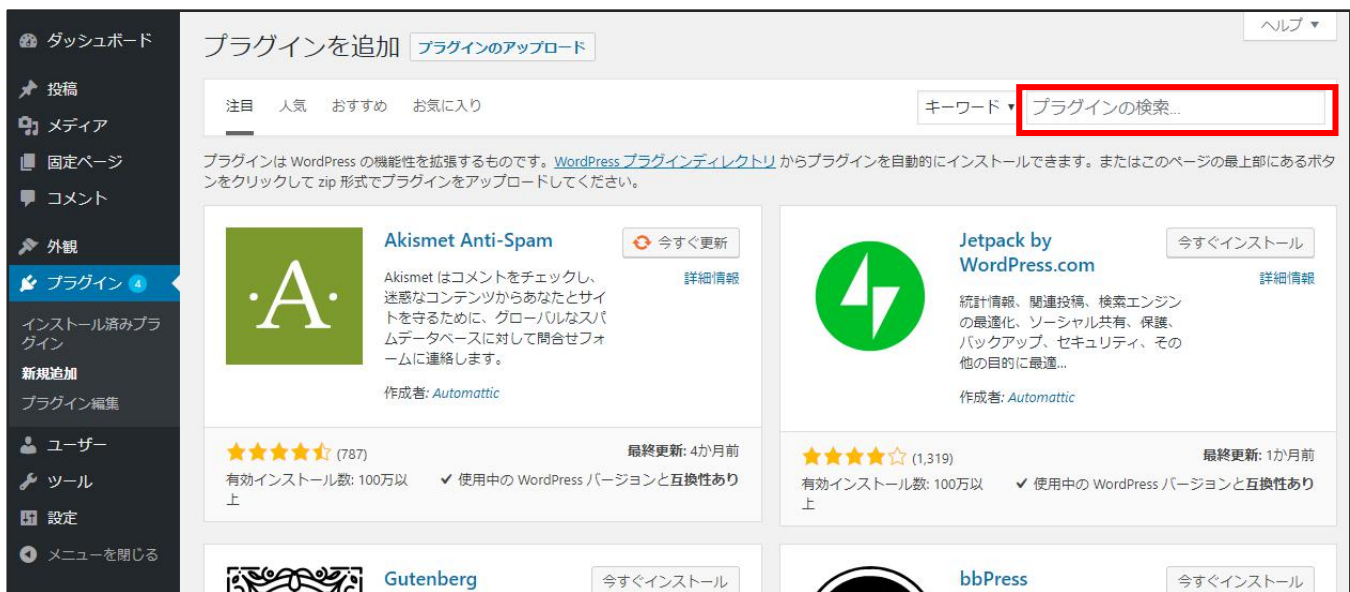 ダッシュボード
投稿
メディア
固定ページ
コメント
外観
プラグイン 4
インストール済みプラ
グイン
新規追加
プラグイン編集
ユーザー
ツール
設定
メニューを閉じる
ヘルプ ▼
プラグインを追加 プラグインのアップロード
注目 人気 おすすめ お気に入り キーワード ▼ プラグインの検索...
プラグインは WordPress の機能性を拡張するものです。WordPress プラグインディレクトリ からプラグインを自動的にインストールできます。またはこのページの最上部にあるボタ
ンをクリックして zip 形式でプラグインをアップロードしてください。
·A·
Akismet Anti-Spam
今すぐ更新
詳細情報
Akismet はコメントをチェックし、
迷惑なコンテンツからあなたとサイ
トを守るために、グローバルなスパ
ムデータベースに対して問合せフォ
ームに連絡します。
作成者: Automattic
(787)
最終更新: 4か月前
有効インストール数: 100万以
上
✔ 使用中の WordPress バージョンと互換性あり
Jetpack by
WordPress.com
今すぐインストール
詳細情報
統計情報、関連投稿、検索エンジン
の最適化、ソーシャル共有、保護、
バックアップ、セキュリティ、その
他の目的に最適...
作成者: Automattic
(1,319)
最終更新: 1か月前
有効インストール数: 100万以
上
✔ 使用中の WordPress バージョンと互換性あり
Gutenberg
今すぐインストール
bbPress
今すぐインストール